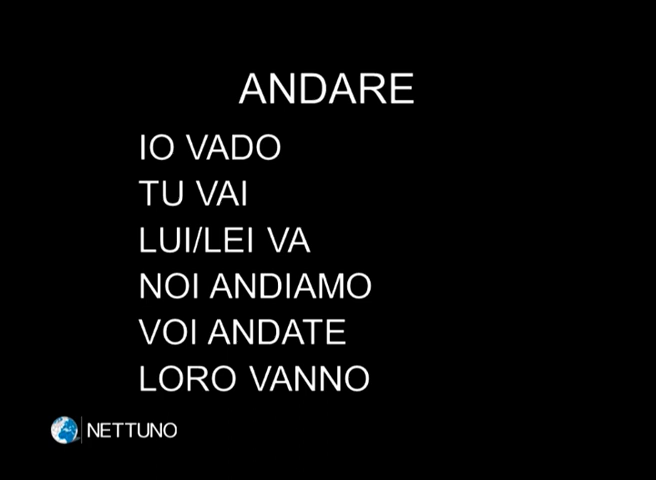 ANDARE
IO VADO
TU VAI
LUI/LEI VA
NOI ANDIAMO
VOI ANDATE
LORO VANNO
NETTUNO